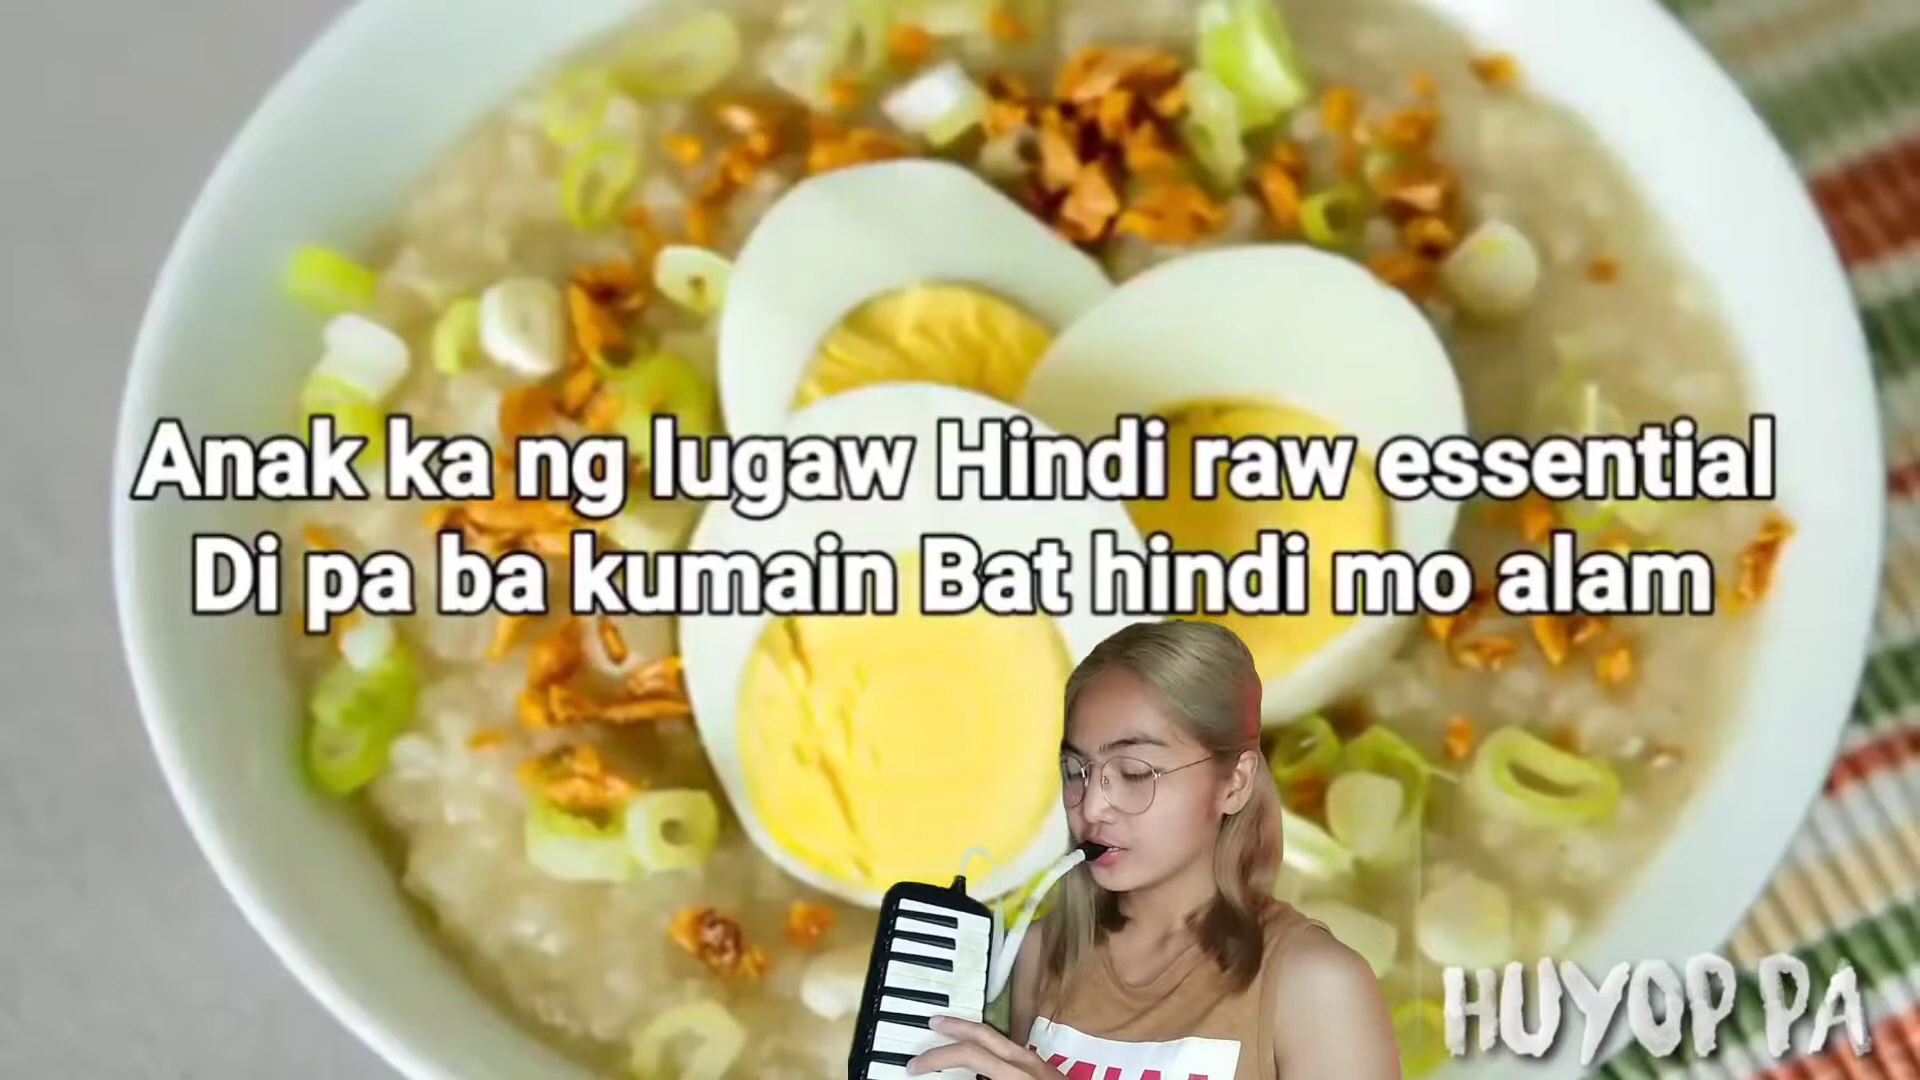 Anak ka ng lugaw Hindi raw essential
Di pa ba kumain Bat hindi mo alam
HUYOP PA